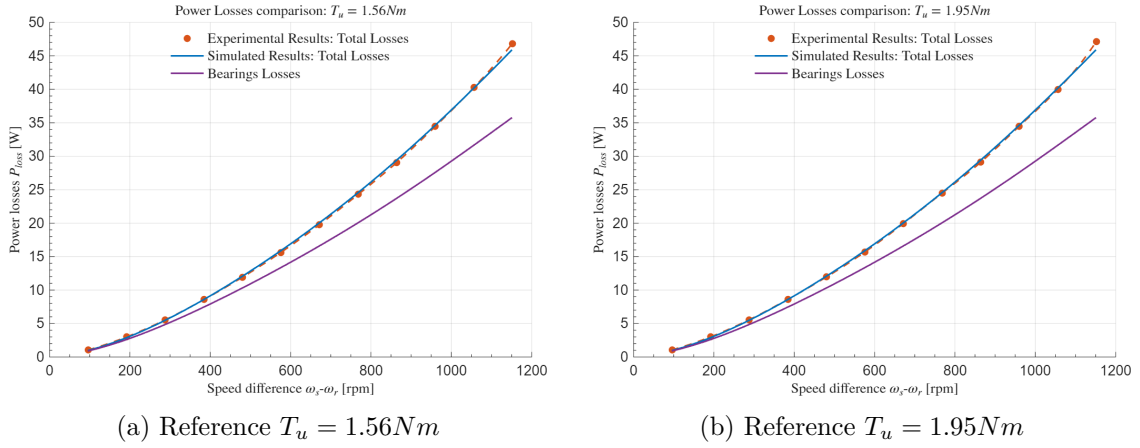 Power Losses comparison: T_u = 1.56Nm
50
45
40
35
30
25
20
15
10
5
0
Power losses P_loss [W]
Experimental Results: Total Losses
Simulated Results: Total Losses
Bearings Losses
0 200 400 600 800 1000 1200
Speed difference ω_s-ω_r [rpm]
(a) Reference T_u = 1.56Nm
Power Losses comparison: T_u = 1.95Nm
50
45
40
35
30
25
20
15
10
5
0
Power losses P_loss [W]
Experimental Results: Total Losses
Simulated Results: Total Losses
Bearings Losses
0 200 400 600 800 1000 1200
Speed difference ω_s-ω_r [rpm]
(b) Reference T_u = 1.95Nm